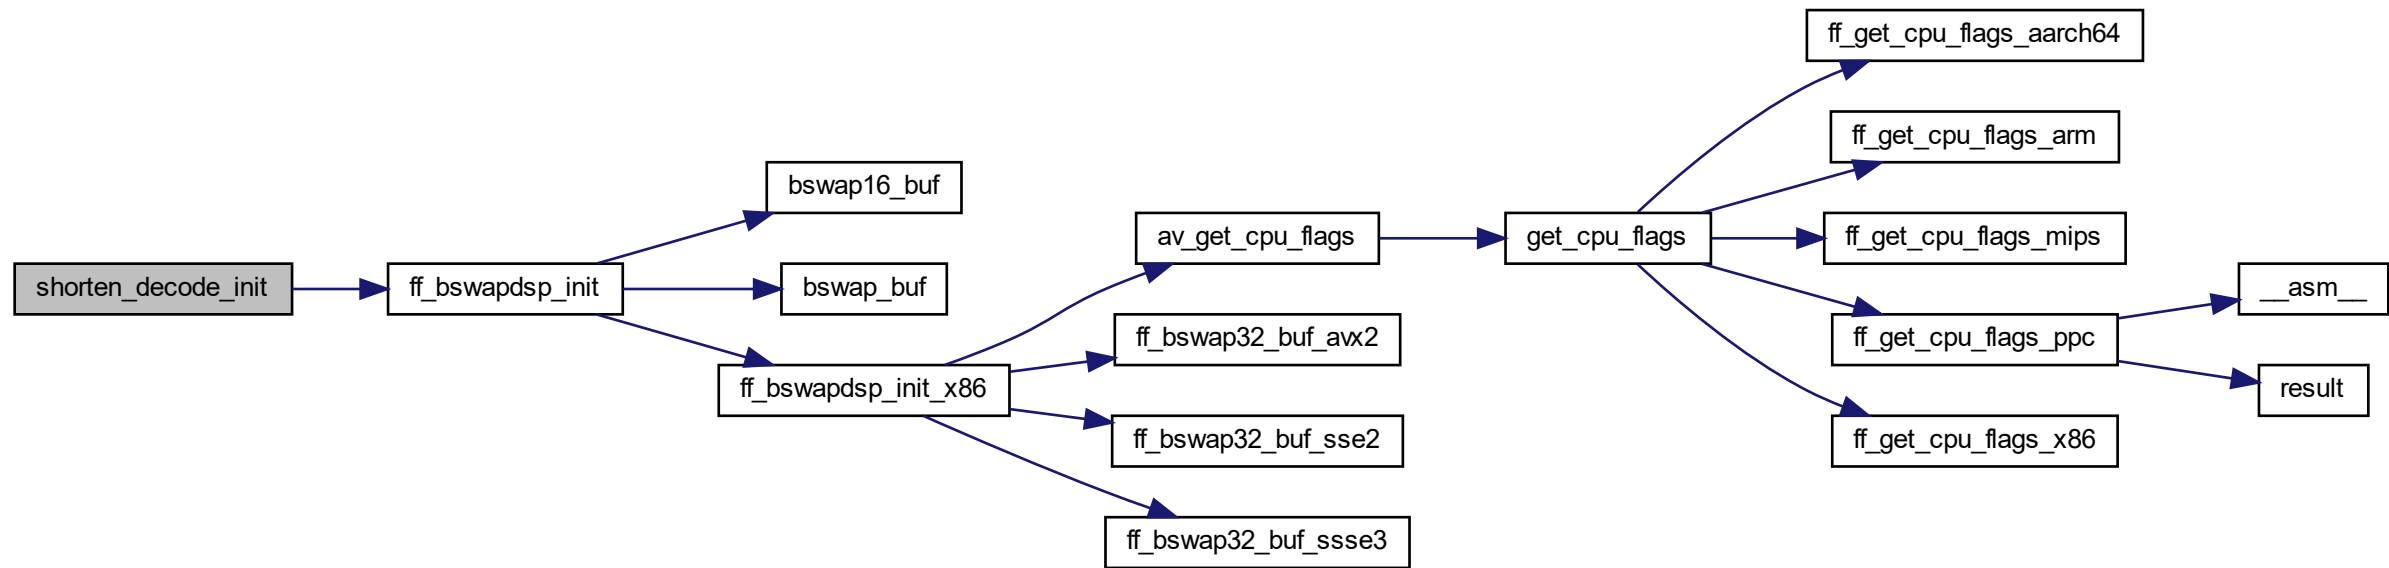 shorten_decode_init
ff_bswapdsp_init
bswap16_buf
bswap_buf
ff_bswapdsp_init_x86
av_get_cpu_flags
ff_bswap32_buf_avx2
ff_bswap32_buf_sse2
ff_bswap32_buf_ssse3
get_cpu_flags
ff_get_cpu_flags_aarch64
ff_get_cpu_flags_arm
ff_get_cpu_flags_mips
ff_get_cpu_flags_ppc
ff_get_cpu_flags_x86
__asm__
result